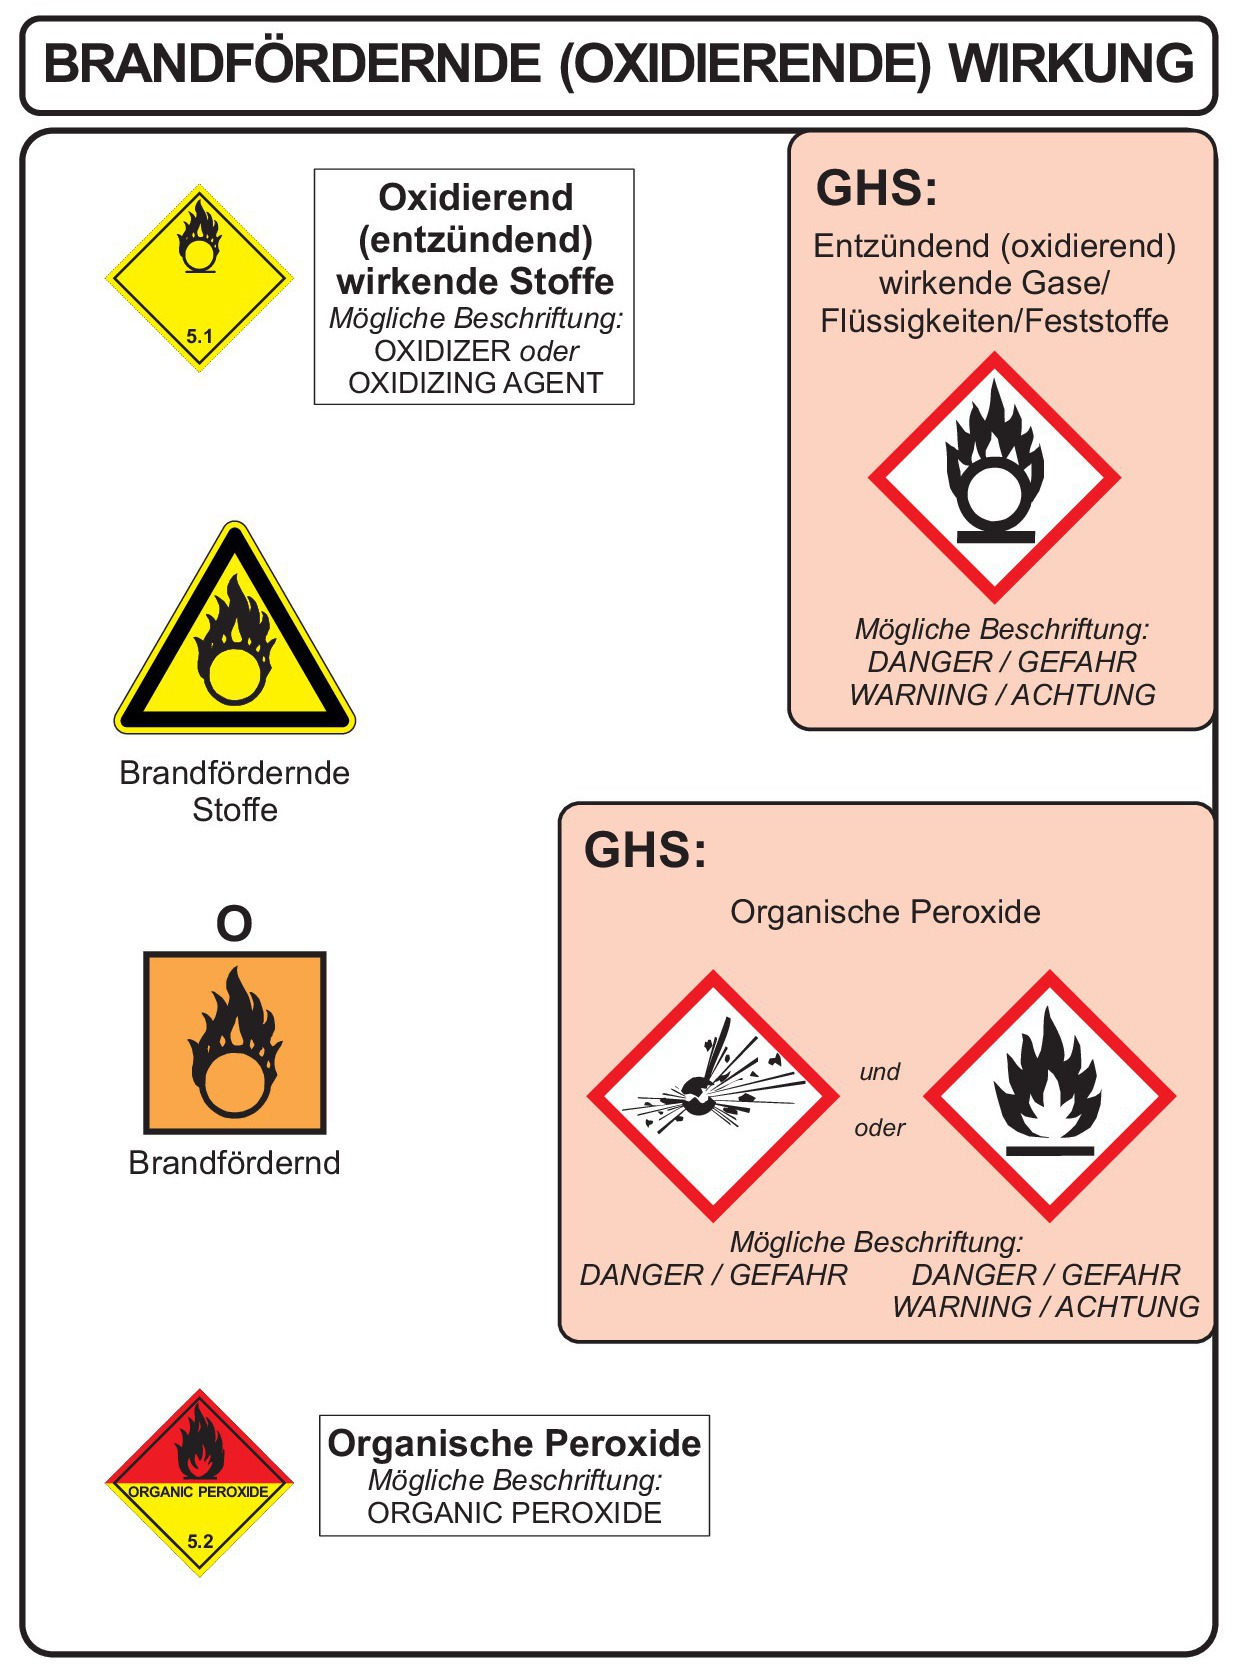 BRANDFÖRDERNDE (OXIDIERENDE) WIRKUNG
5.1
Oxidierend
(entzündend)
wirkende Stoffe
Mögliche Beschriftung:
OXIDIZER oder
OXIDIZING AGENT
GHS:
Entzündend (oxidierend)
wirkende Gase/
Flüssigkeiten/Feststoffe
Mögliche Beschriftung:
DANGER / GEFAHR
WARNING / ACHTUNG
Brandfördernde
Stoffe
O
Brandfördernd
GHS:
Organische Peroxide
und
oder
Mögliche Beschriftung:
DANGER / GEFAHR
DANGER / GEFAHR
WARNING / ACHTUNG
ORGANIC PEROXIDE
5.2
Organische Peroxide
Mögliche Beschriftung:
ORGANIC PEROXIDE